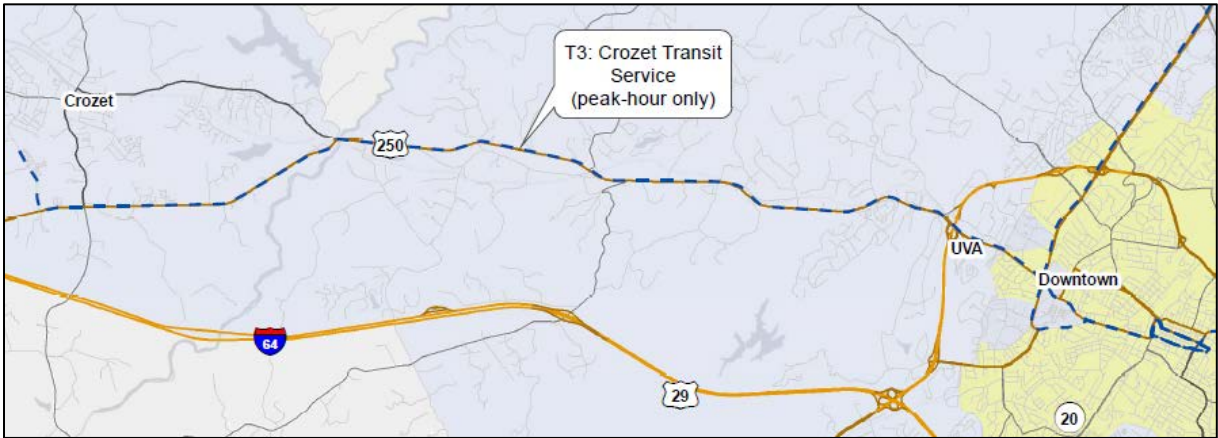 T3: Crozet Transit
Service
(peak-hour only)
Crozet
250
UVA
Downtown
64
29
20